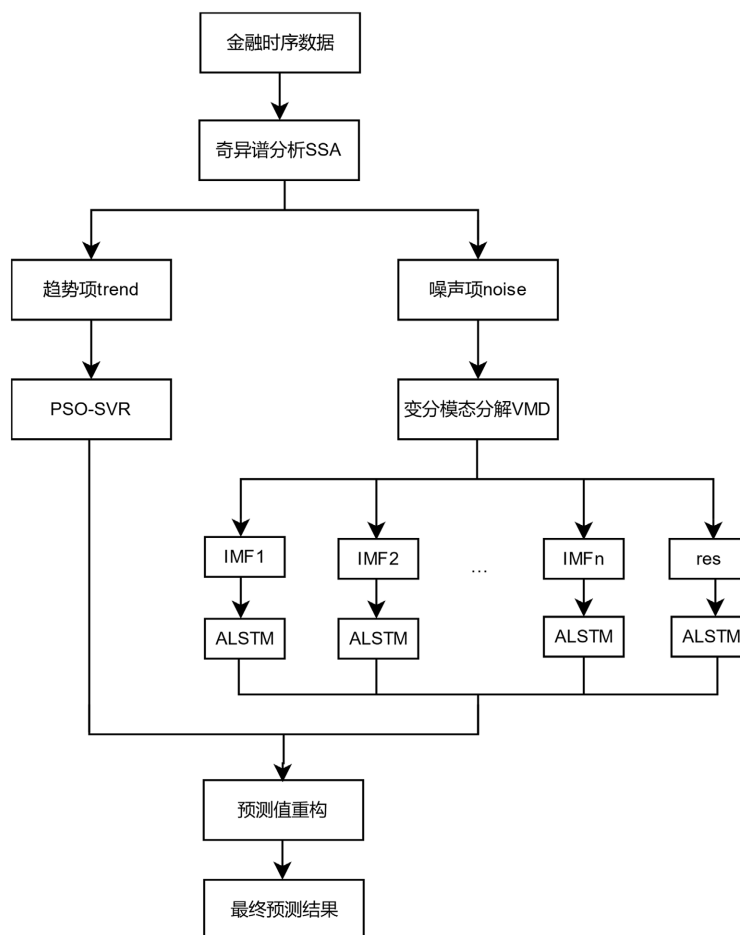 金融时序数据
奇异谱分析SSA
趋势项trend
噪声项noise
PSO-SVR
变分模态分解VMD
IMF1
IMF2
...
IMFn
res
ALSTM
ALSTM
ALSTM
ALSTM
预测值重构
最终预测结果